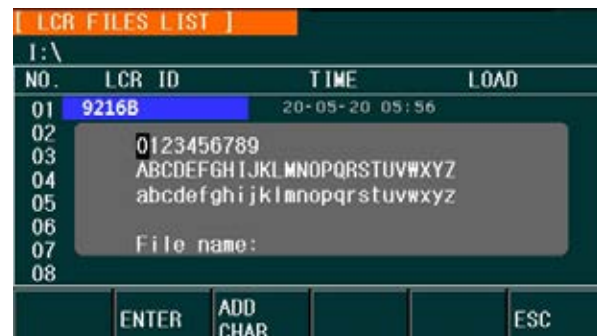 [ LCR FILES LIST ]
I:\
NO. LCR ID TIME LOAD
01 9216B 20-05-20 05:56
02
03
04
05
06
07
08
0123456789
ABCDEFGHIJKLMNOPQRSTUVWXYZ
abcdefghijklmnopqrstuvwxyz
File name:
ENTER ADD CHAR ESC